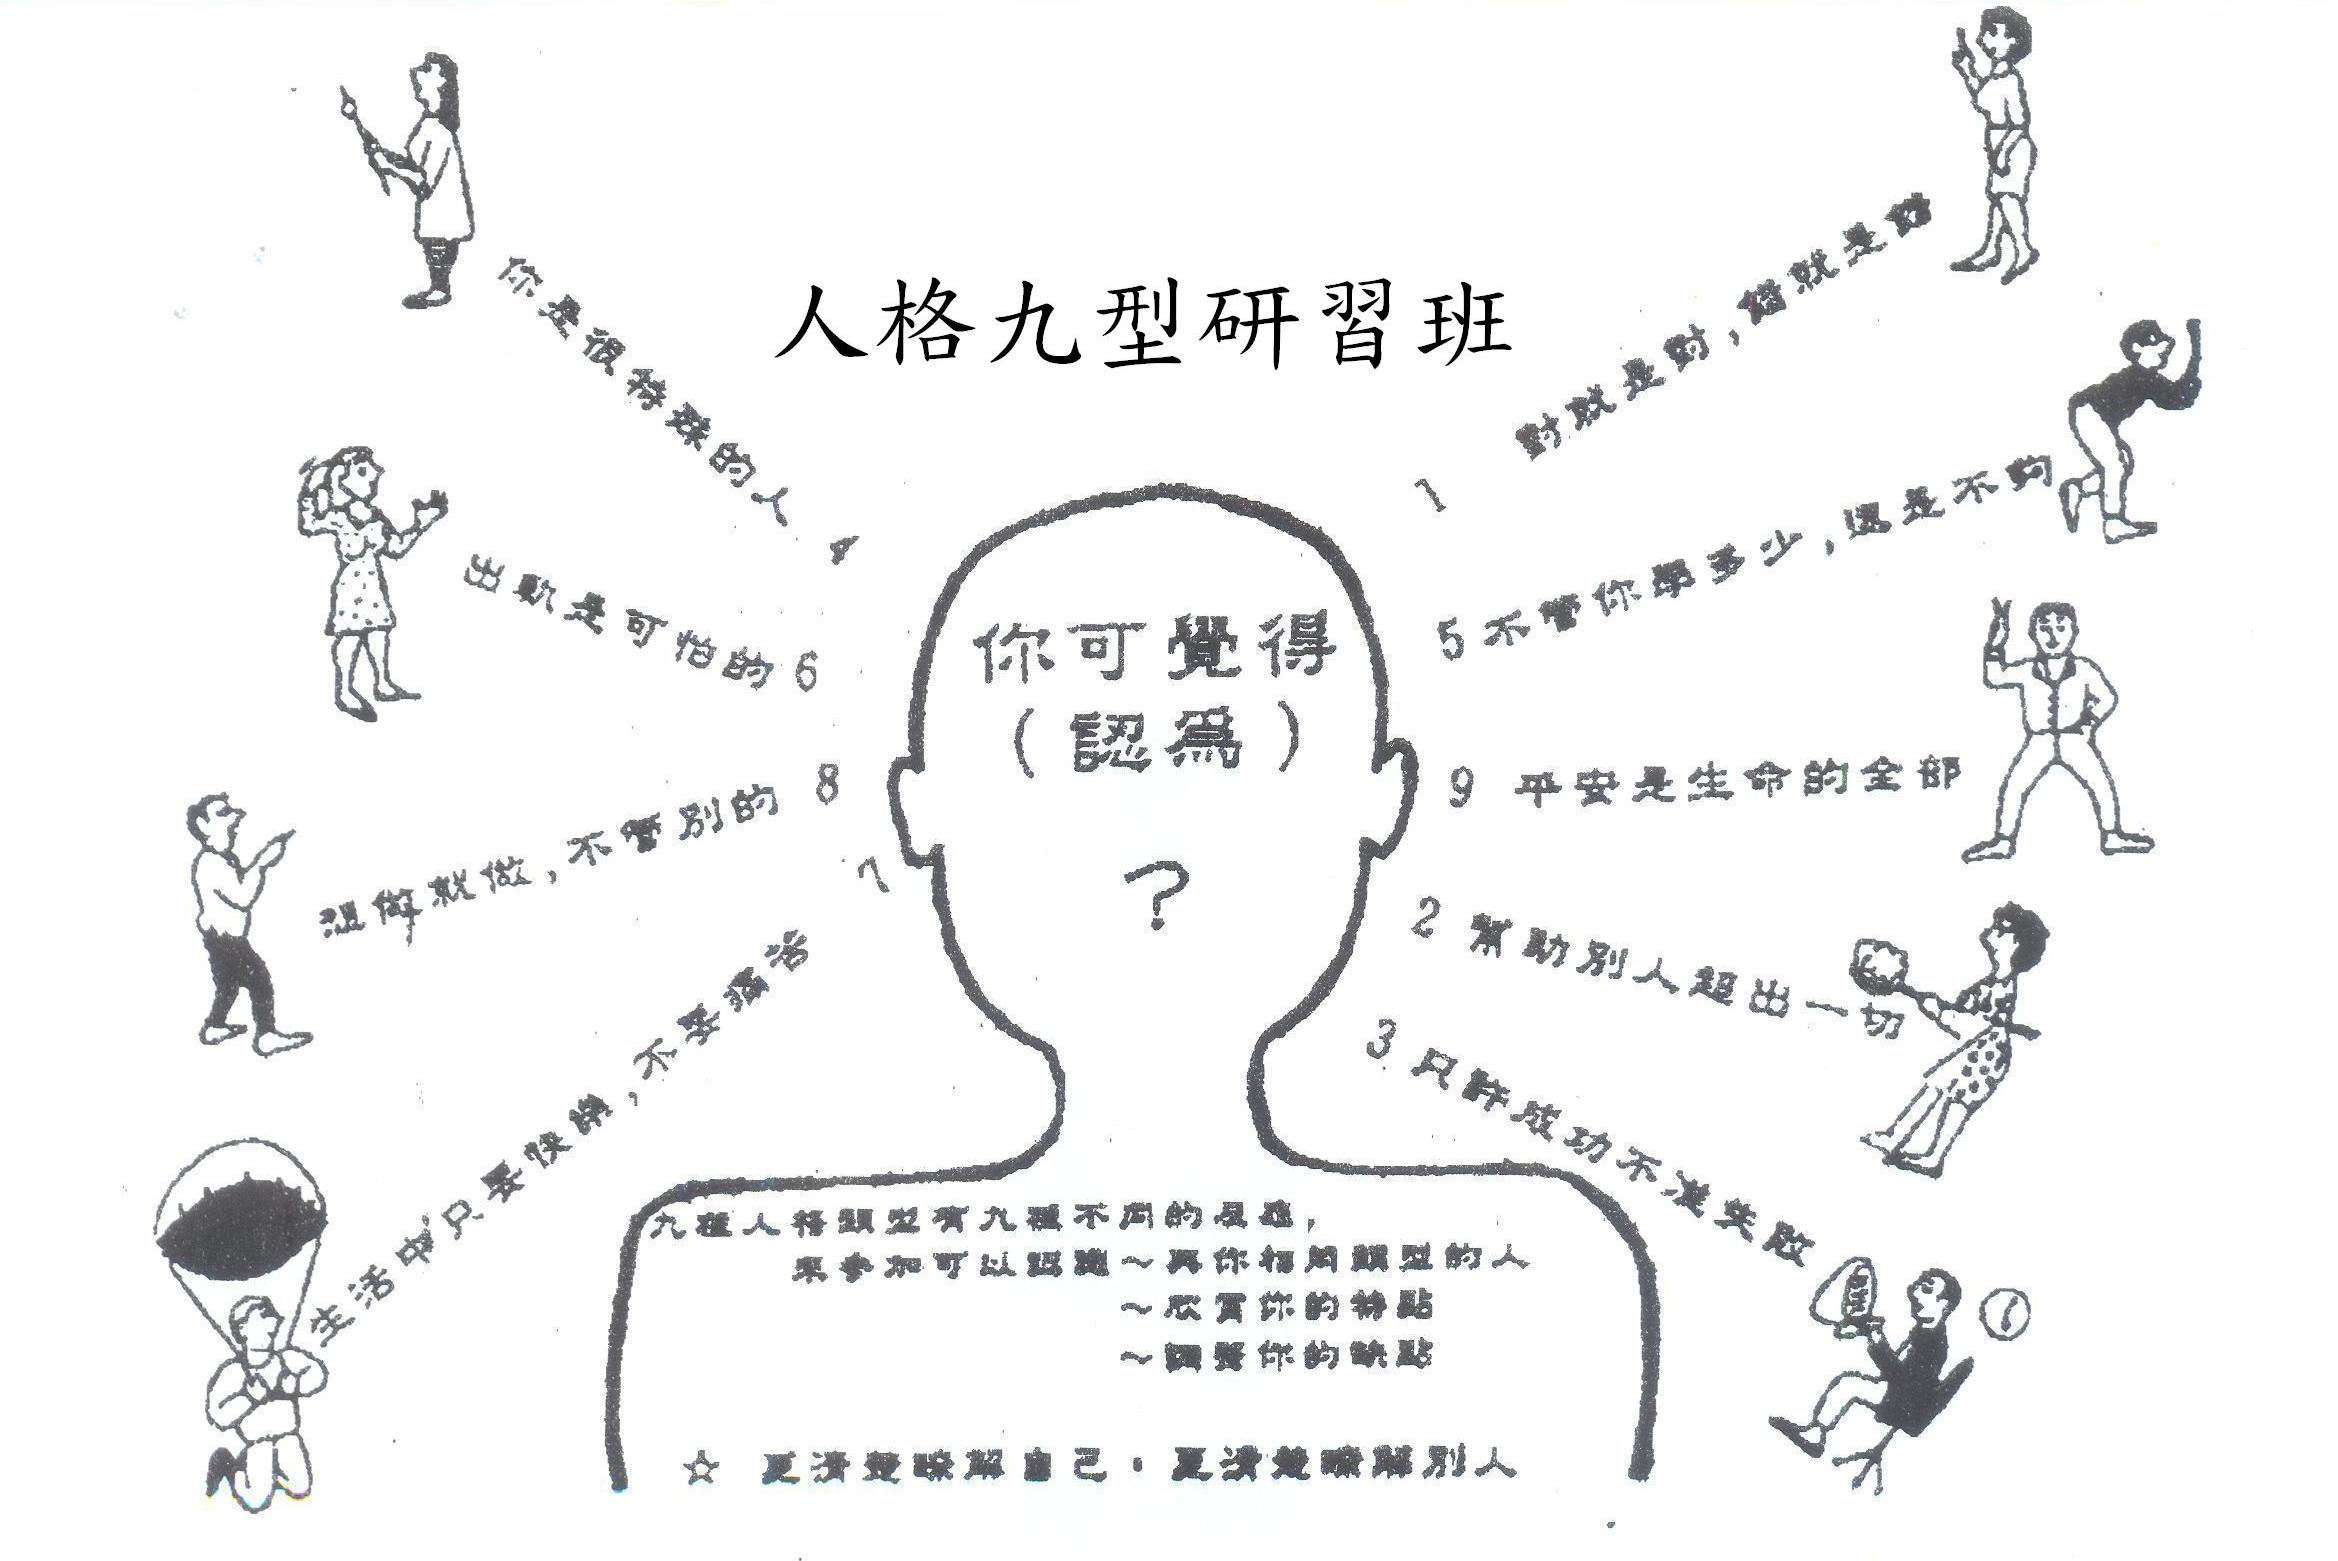 人格九型研習班
你可覺得
(認爲)
?
4 你是很特殊的人
6 出軌是可怕的
8 想做就做,不管別的
7 生活中只要快樂,不要痛苦
1 對就是對,錯就是錯
5 不管你學多少,還是不夠
9 平安是生命的全部
2 幫助別人超出一切
3 只許成功不准失敗
九種人格類型有九種不同的反應,
來參加可以認識~與你相同類型的人
~欣賞你的特點
~調整你的缺點
☆ 更清楚瞭解自己,更清楚瞭解別人